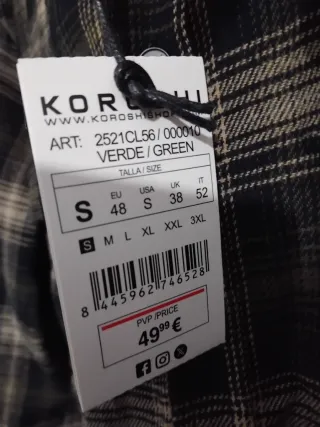 KOROSHI
WWW.KOROSHISHOP.
ART: 2521CL56 / 000010
VERDE / GREEN
TALLA / SIZE
S EU USA UK IT
48 S 38 52
S M L XL XXL 3XL
8 445962 746528
PVP /PRICE
49,99 €